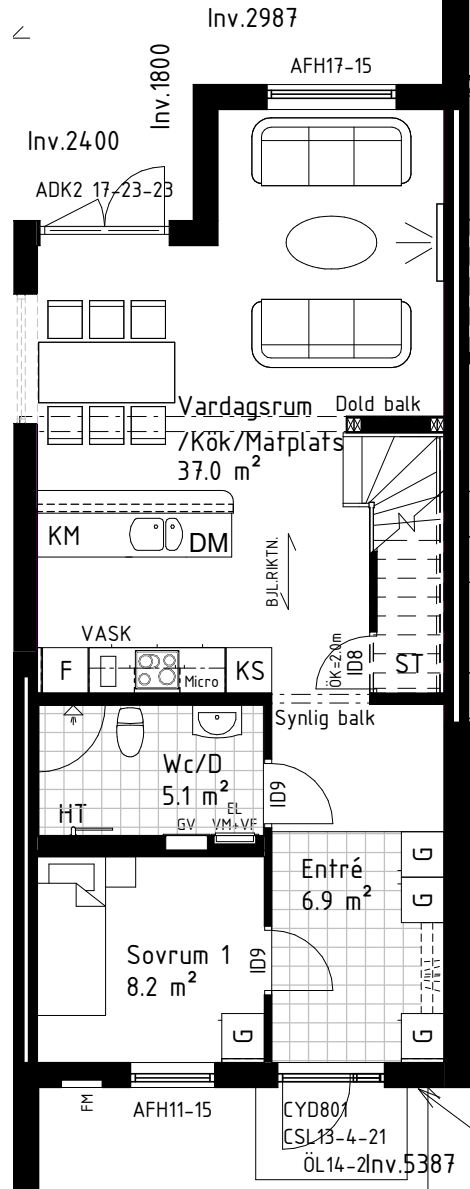 Inv.2987
AFH17-15
Inv.1800
Inv.2400
ADK2 17-23-23
Vardagsrum
/Kök/Matplats
37.0 m²
Dold balk
KM
DM
BJL.RIKTN.
VASK
F
Micro
KS
ÖK=2.0m
ID8
ST
Synlig balk
Wc/D
5.1 m²
HT
GV
EL
VM+VF
ID9
Entré
6.9 m²
G
G
Sovrum 1
8.2 m²
ID9
G
G
FM
AFH11-15
CYD801
CSL13-4-21
ÖL14-2
Inv.5387